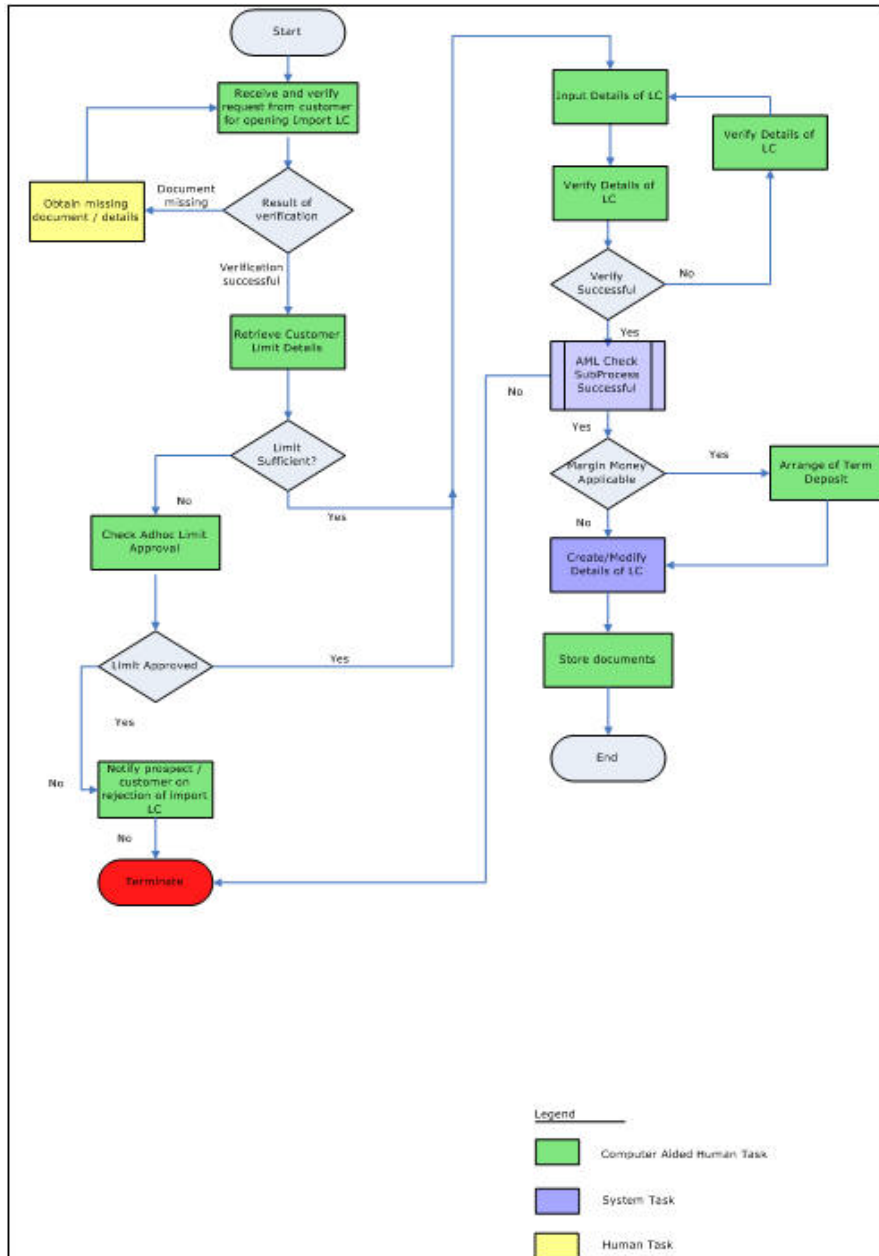 Start
Receive and verify
request from customer
for opening Import LC
Obtain missing
document / details
Document
missing
Result of
verification
Verification
successful
Retrieve Customer
Limit Details
Limit
Sufficient?
No
Yes
Check Adhoc Limit
Approval
Limit Approved
Yes
Yes
No
Notify prospect /
customer on
rejection of import
LC
No
Terminate
Input Details of LC
Verify Details of
LC
Verify Details of
LC
Verify
Successful
No
Yes
AML Check
SubProcess
Successful
No
Yes
Margin Money
Applicable
Yes
Arrange of Term
Deposit
No
Create/Modify
Details of LC
Store documents
End
Legend
Computer Aided Human Task
System Task
Human Task